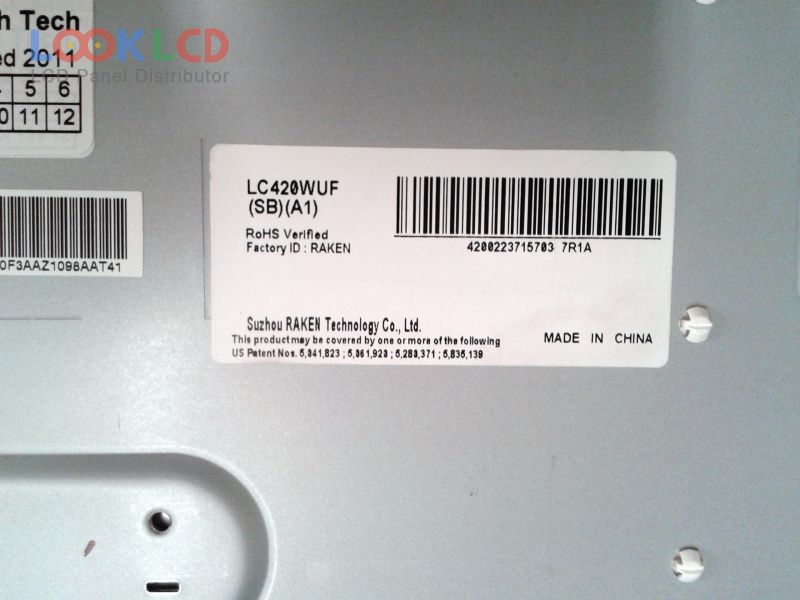 h Tech
ed 2011
LOOK LCD
LCD Panel Distributor
5 6
0 11 12
0F3AAZ1098AAT41
LC420WUF
(SB)(A1)
RoHS Verified
Factory ID : RAKEN
4200223715703 7R1A
Suzhou RAKEN Technology Co., Ltd.
This product may be covered by one or more of the following
US Patent Nos. 5,041,823 ; 5,061,920 ; 5,280,371 ; 5,835,139
MADE IN CHINA